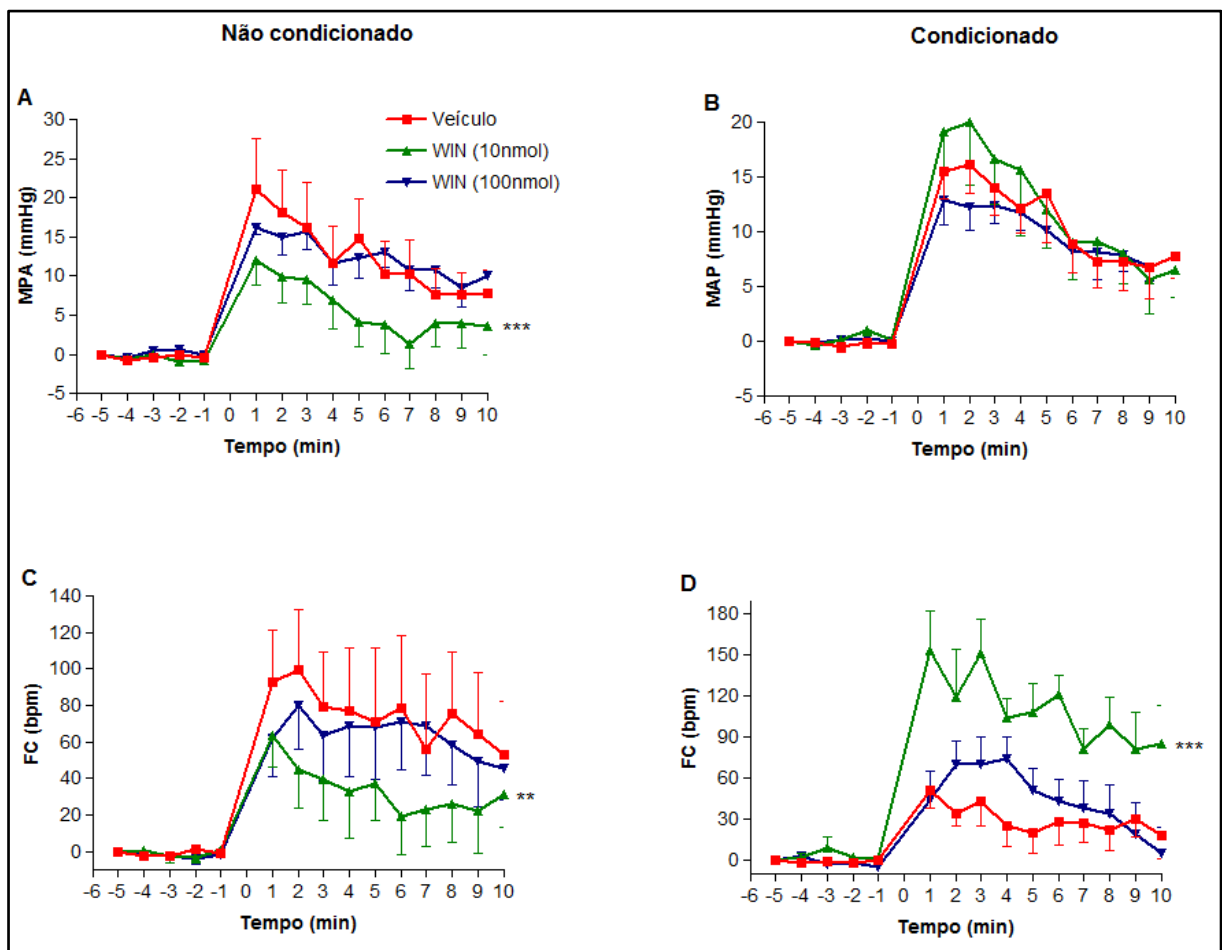 Não condicionado
Condicionado
A
MPA (mmHg)
30
25
20
15
10
5
0
-5
Veículo
WIN (10nmol)
WIN (100nmol)
***
-6 -5 -4 -3 -2 -1 0 1 2 3 4 5 6 7 8 9 10
Tempo (min)
B
MAP (mmHg)
20
15
10
5
0
-5
-6 -5 -4 -3 -2 -1 0 1 2 3 4 5 6 7 8 9 10
Tempo (min)
C
FC (bpm)
140
120
100
80
60
40
20
0
**
-6 -5 -4 -3 -2 -1 0 1 2 3 4 5 6 7 8 9 10
Tempo (min)
D
FC (bpm)
180
150
120
90
60
30
0
***
-6 -5 -4 -3 -2 -1 0 1 2 3 4 5 6 7 8 9 10
Tempo (min)